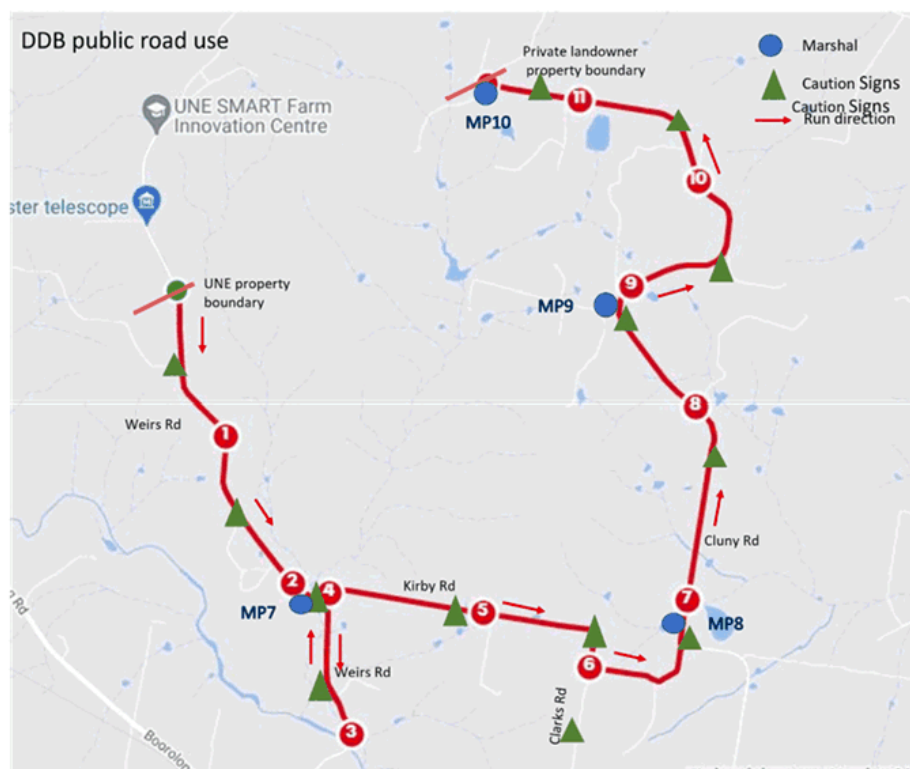 DDB public road use
Private landowner
property boundary
Marshal
Caution Signs
Caution Signs
Run direction
UNE SMART Farm
Innovation Centre
MP10
11
10
ster telescope
UNE property
boundary
9
MP9
8
Weirs Rd
1
Cluny Rd
2
4
Kirby Rd
5
7
MP7
MP8
6
Weirs Rd
Clarks Rd
3
Rd
Boorolon